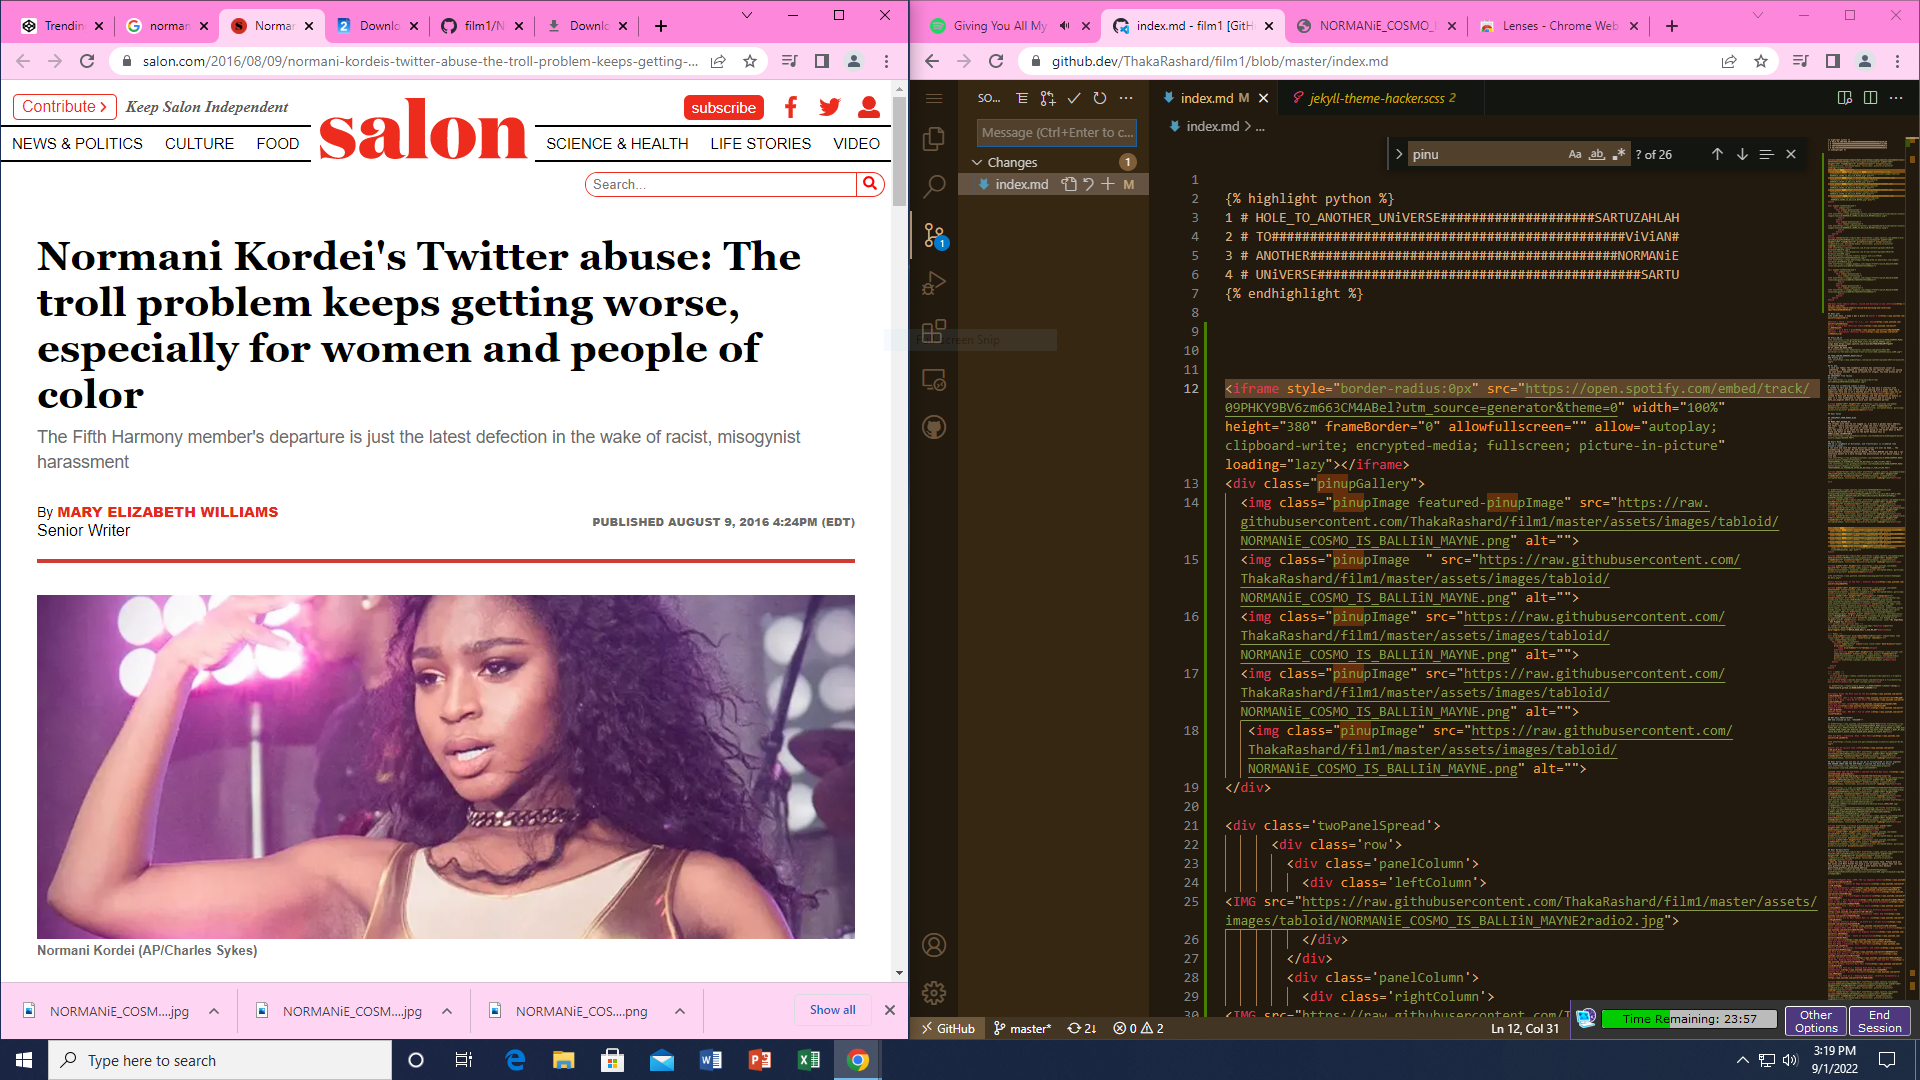 Trendin
norman
Norman
Downlo
film1/N
Downlo
salon.com/2016/08/09/normani-kordeis-twitter-abuse-the-troll-problem-keeps-getting-...
Contribute
Keep Salon Independent
subscribe
NEWS & POLITICS
CULTURE
FOOD
salon
SCIENCE & HEALTH
LIFE STORIES
VIDEO
Search...
Normani Kordei's Twitter abuse: The
troll problem keeps getting worse,
especially for women and people of
color
The Fifth Harmony member's departure is just the latest defection in the wake of racist, misogynist
harassment
By MARY ELIZABETH WILLIAMS
Senior Writer
PUBLISHED AUGUST 9, 2016 4:24PM (EDT)
Normani Kordei (AP/Charles Sykes)
NORMANiE_COSM....jpg
NORMANiE_COSM....jpg
NORMANiE_COS....png
Show all
Giving You All My
index.md - film1 [GitH
NORMANiE_COSMO_
Lenses - Chrome Web
github.dev/ThakaRashard/film1/blob/master/index.md
SO...
Message (Ctrl+Enter to c...
Changes
1
index.md
M
1
Screen Snip
index.md M
jekyll-theme-hacker.scss 2
index.md > ...
pinu
Aa ab
? of 26
1
2 {% highlight python %}
3 1 # HOLE_TO_ANOTHER_UNiVERSE####################SARTUZAHLAH
4 2 # TO##############################################ViViAN#
5 3 # ANOTHER########################################NORMANiE
6 4 # UNiVERSE##########################################SARTU
7 {% endhighlight %}
8
9
10
11
12 <iframe style="border-radius:0px" src="https://open.spotify.com/embed/track/
09PHKY9BV6zm663CM4ABel?utm_source=generator&theme=0" width="100%"
height="380" frameBorder="0" allowfullscreen="" allow="autoplay;
clipboard-write; encrypted-media; fullscreen; picture-in-picture"
loading="lazy"></iframe>
13 <div class="pinupGallery">
14 <img class="pinupImage featured-pinupImage" src="https://raw.
githubusercontent.com/ThakaRashard/film1/master/assets/images/tabloid/
NORMANiE_COSMO_IS_BALLIiN_MAYNE.png" alt="">
15 <img class="pinupImage  " src="https://raw.githubusercontent.com/
ThakaRashard/film1/master/assets/images/tabloid/
NORMANiE_COSMO_IS_BALLIiN_MAYNE.png" alt="">
16 <img class="pinupImage" src="https://raw.githubusercontent.com/
ThakaRashard/film1/master/assets/images/tabloid/
NORMANiE_COSMO_IS_BALLIiN_MAYNE.png" alt="">
17 <img class="pinupImage" src="https://raw.githubusercontent.com/
ThakaRashard/film1/master/assets/images/tabloid/
NORMANiE_COSMO_IS_BALLIiN_MAYNE.png" alt="">
18 <img class="pinupImage" src="https://raw.githubusercontent.com/
ThakaRashard/film1/master/assets/images/tabloid/
NORMANiE_COSMO_IS_BALLIiN_MAYNE.png" alt="">
19 </div>
20
21 <div class='twoPanelSpread'>
22 <div class='row'>
23 <div class='panelColumn'>
24 <div class='leftColumn'>
25 <IMG src="https://raw.githubusercontent.com/ThakaRashard/film1/master/assets/
images/tabloid/NORMANiE_COSMO_IS_BALLIiN_MAYNE2radio2.jpg">
26 </div>
27 </div>
28 <div class='panelColumn'>
29 <div class='rightColumn'>
30 <IMG src="https://raw.githubusercontent.com/T
GitHub
master*
2↓
0
2
Ln 12, Col 31
Time Remaining: 23:57
Other
Options
End
Session
Type here to search
3:19 PM
9/1/2022